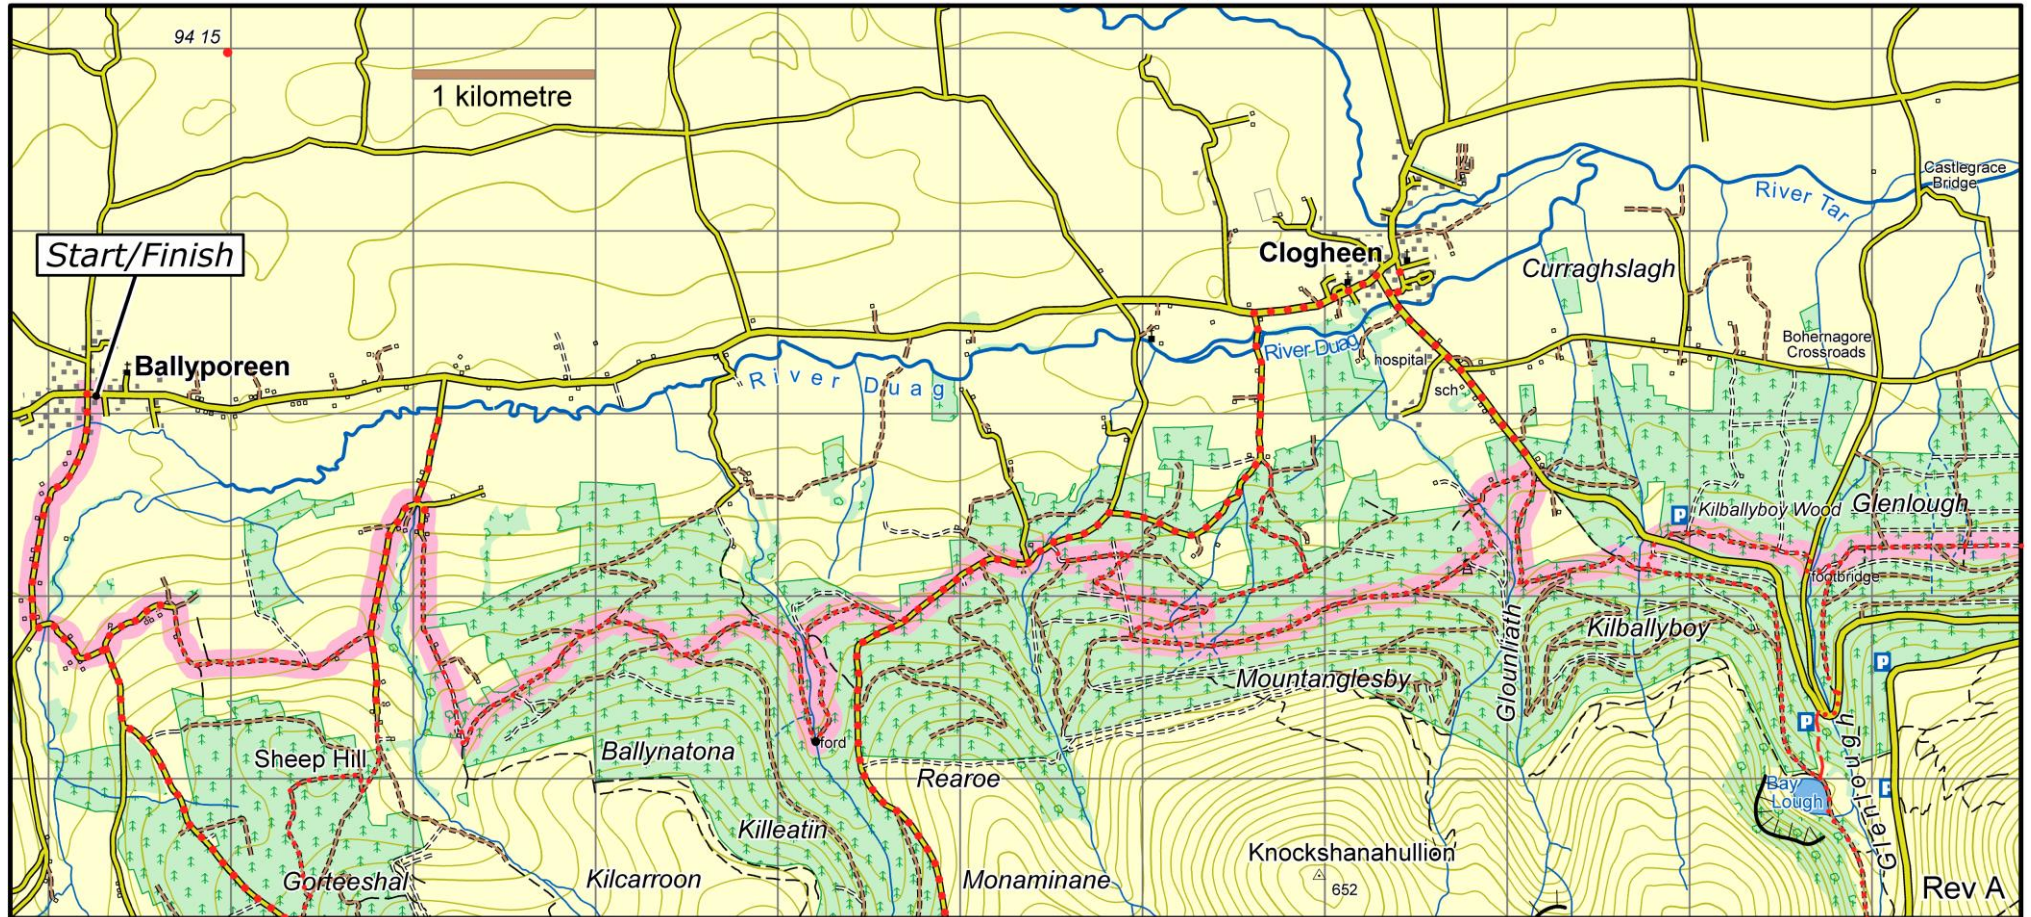 94 15
1 kilometre
Castlegrace
Bridge
River Tar
Start/Finish
Clogheen
Curraghslagh
Bohernagore
Crossroads
River Duag
hospital
Ballyporeen
River Duag
sch
P
Kilballyboy Wood
Glenlough
footbridge
Kilballyboy
Glounliath
P
Mountanglesby
P
ford
Ballynatona
Sheep Hill
Rearoe
Glenlough
Bay
Lough
P
Killeatin
Knockshanahullion
652
Gorteeshal
Kilcarroon
Monaminane
Rev A